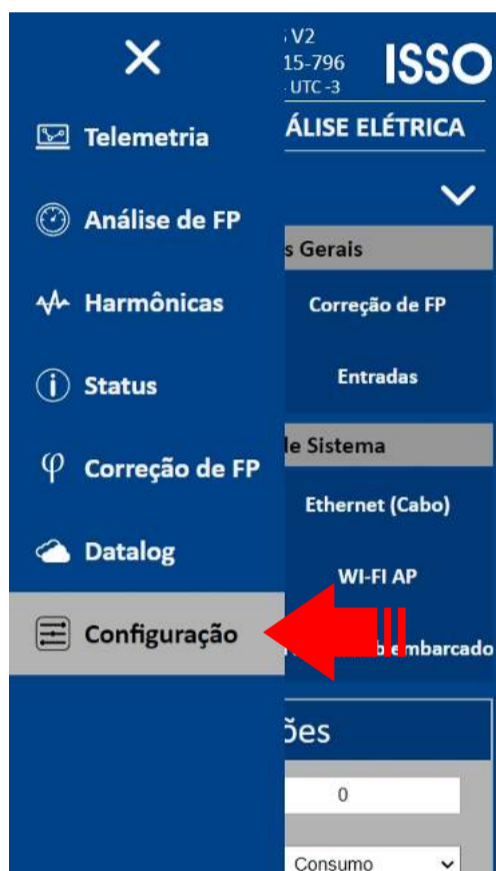 V2
15-796
ISSO
UTC -3
ÁLISE ELÉTRICA
Telemetria
Análise de FP
Harmônicas
Status
φ Correção de FP
Datalog
Configuração
s Gerais
Correção de FP
Entradas
de Sistema
Ethernet (Cabo)
WI-FI AP
embarcado
ões
0
Consumo